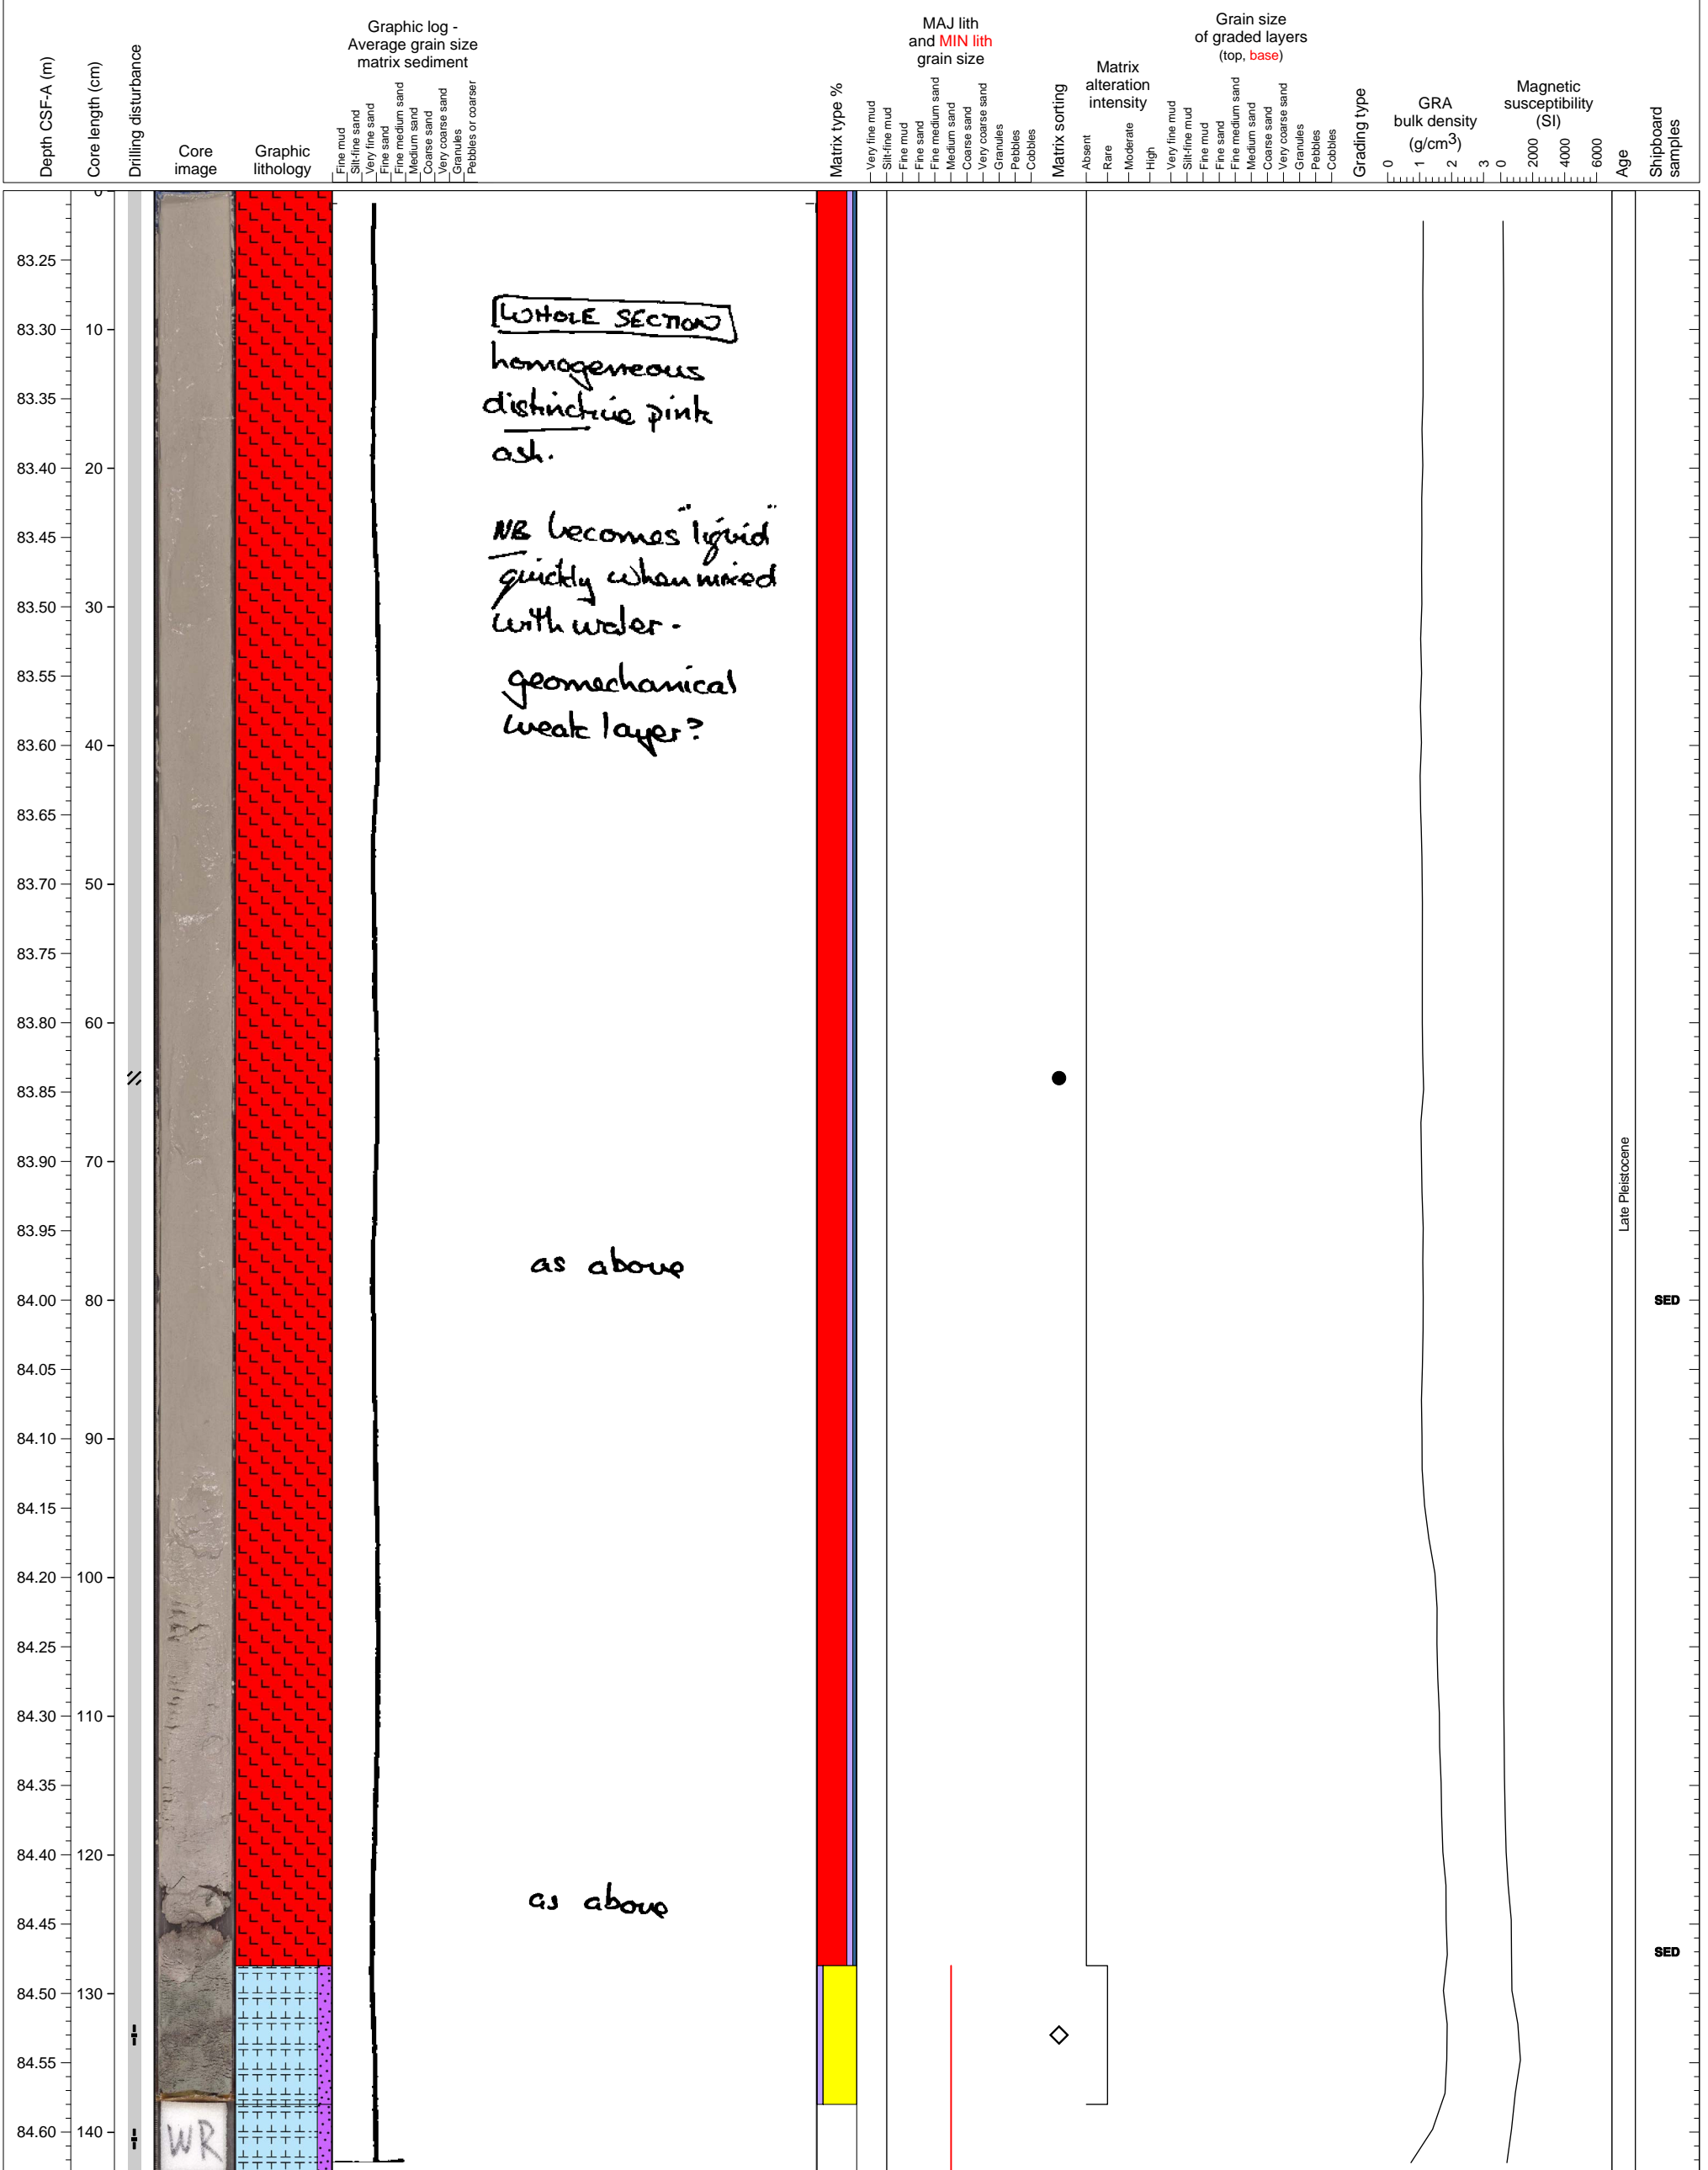 Depth CSF-A (m)
Core length (cm)
Drilling disturbance
Core
image
Graphic
lithology
Graphic log -
Average grain size
matrix sediment
Fine mud
Silt-fine sand
Very fine sand
Fine sand
Fine medium sand
Medium sand
Coarse sand
Very coarse sand
Granules
Pebbles or coarser
Matrix type %
MAJ lith
and MIN lith
grain size
Very fine mud
Silt-fine mud
Fine mud
Fine sand
Fine medium sand
Medium sand
Coarse sand
Very coarse sand
Granules
Pebbles
Cobbles
Matrix sorting
Matrix
alteration
intensity
Absent
Rare
Moderate
High
Grain size
of graded layers
(top, base)
Very fine mud
Silt-fine mud
Fine mud
Fine sand
Fine medium sand
Medium sand
Coarse sand
Very coarse sand
Granules
Pebbles
Cobbles
Grading type
GRA
bulk density
(g/cm3)
0 1 2 3
Magnetic
susceptibility
(SI)
0 2000 4000 6000
Age
Shipboard
samples
0
83.25
83.30 10
WHOLE SECTION
homogeneous
83.35
distinctive pink
ash.
83.40 20
83.45
NB becomes "liquid"
quickly when mixed
83.50 30
with water.
83.55
geomechanical
weak layer?
83.60 40
83.65
83.70 50
83.75
83.80 60
83.85
83.90 70
83.95
Late Pleistocene
as above
84.00 80 SED
84.05
84.10 90
84.15
84.20 100
84.25
84.30 110
84.35
84.40 120
as above
84.45
SED
84.50 130
84.55
84.60 140
WR